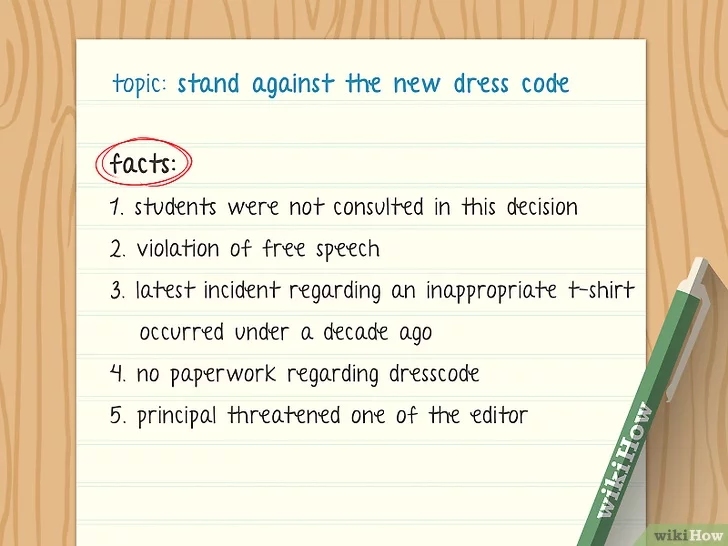 topic: stand against the new dress code
facts:
1. students were not consulted in this decision
2. violation of free speech
3. latest incident regarding an inappropriate t-shirt
occurred under a decade ago
4. no paperwork regarding dresscode
5. principal threatened one of the editor
wikiHow
wikiHow